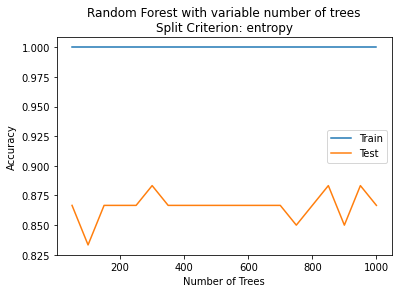 Random Forest with variable number of trees
Split Criterion: entropy
1.000
0.975
0.950
0.925
0.900
0.875
0.850
0.825
Accuracy
Train
Test
200 400 600 800 1000
Number of Trees